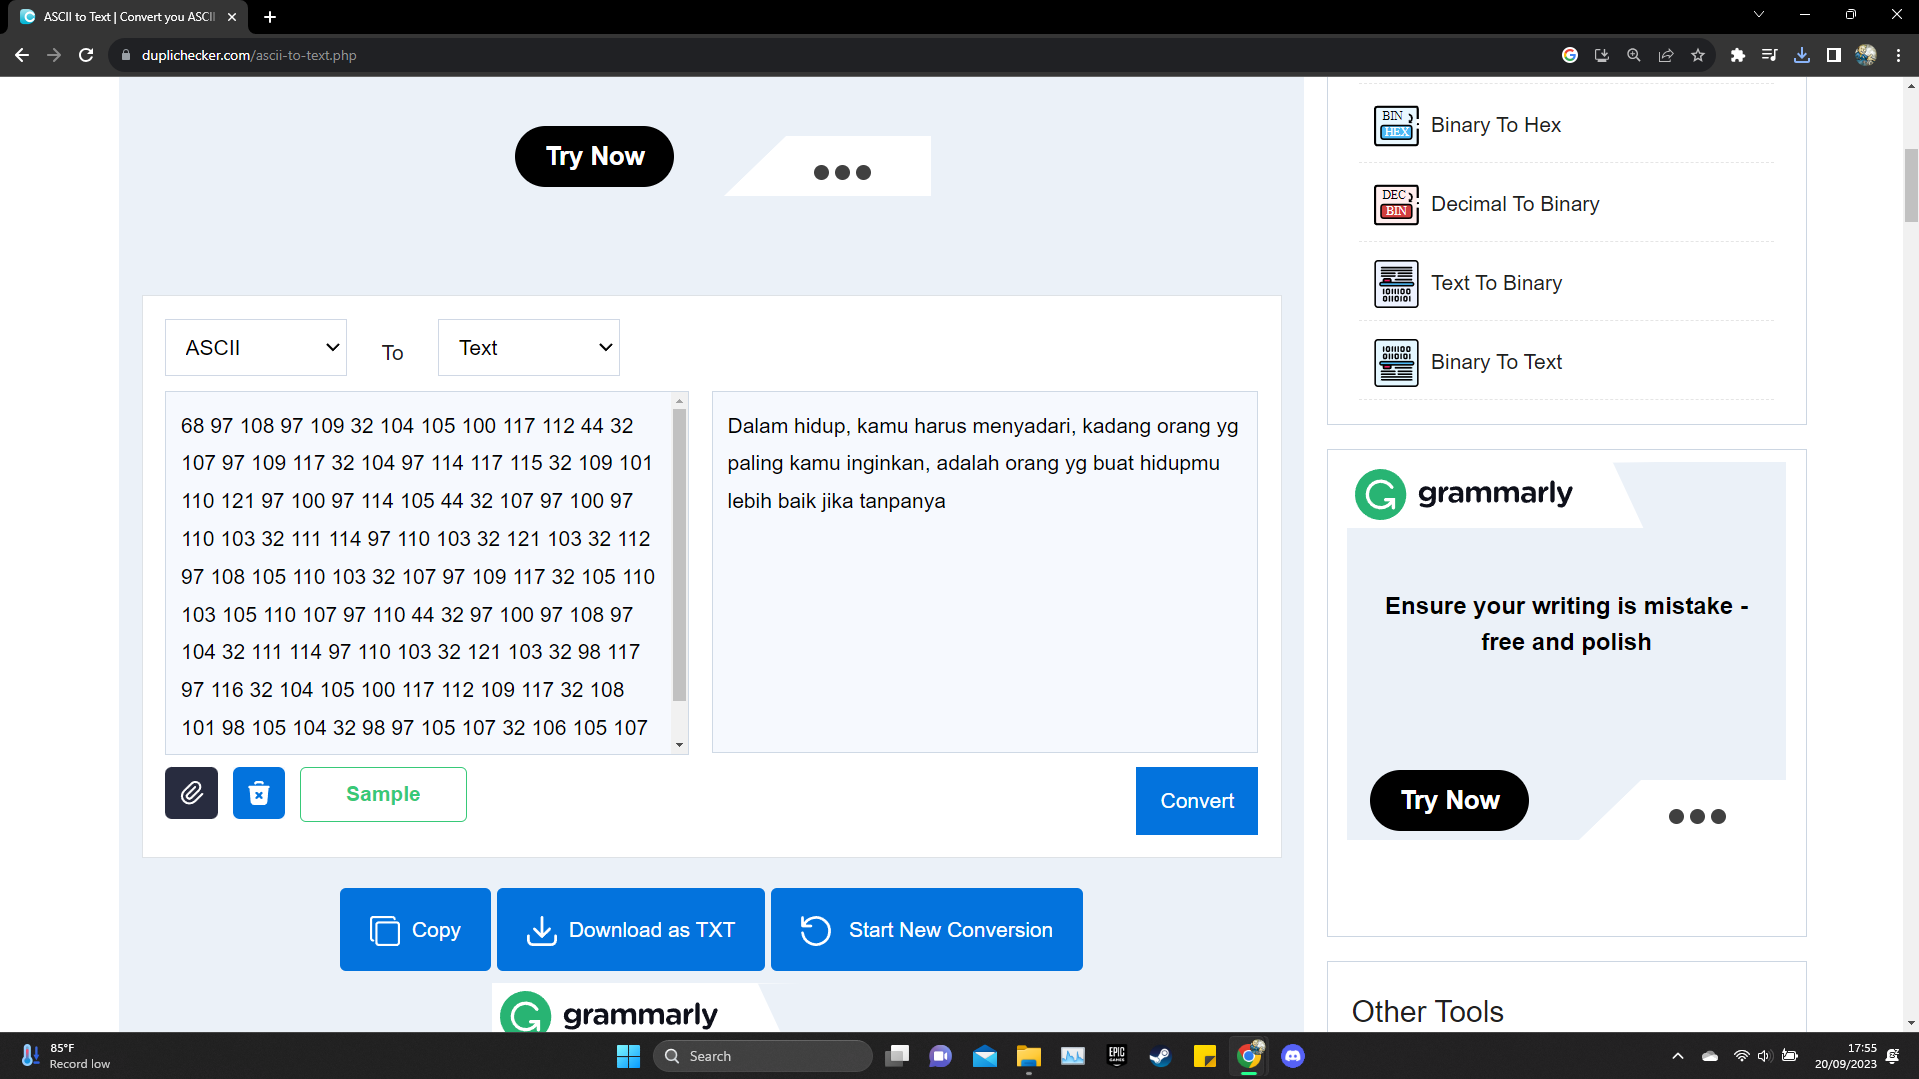 ASCII to Text | Convert you ASCII
duplichecker.com/ascii-to-text.php
Try Now
BIN
HEX
Binary To Hex
DEC
BIN
Decimal To Binary
Text To Binary
Binary To Text
ASCII
To
Text
68 97 108 97 109 32 104 105 100 117 112 44 32
107 97 109 117 32 104 97 114 117 115 32 109 101
110 121 97 100 97 114 105 44 32 107 97 100 97
110 103 32 111 114 97 110 103 32 121 103 32 112
97 108 105 110 103 32 107 97 109 117 32 105 110
103 105 110 107 97 110 44 32 97 100 97 108 97
104 32 111 114 97 110 103 32 121 103 32 98 117
97 116 32 104 105 100 117 112 109 117 32 108
101 98 105 104 32 98 97 105 107 32 106 105 107
Dalam hidup, kamu harus menyadari, kadang orang yg
paling kamu inginkan, adalah orang yg buat hidupmu
lebih baik jika tanpanya
Sample
Convert
grammarly
Ensure your writing is mistake -
free and polish
Try Now
Copy
Download as TXT
Start New Conversion
grammarly
Other Tools
85°F
Record low
Search
EPIC
GAMES
17:55
20/09/2023